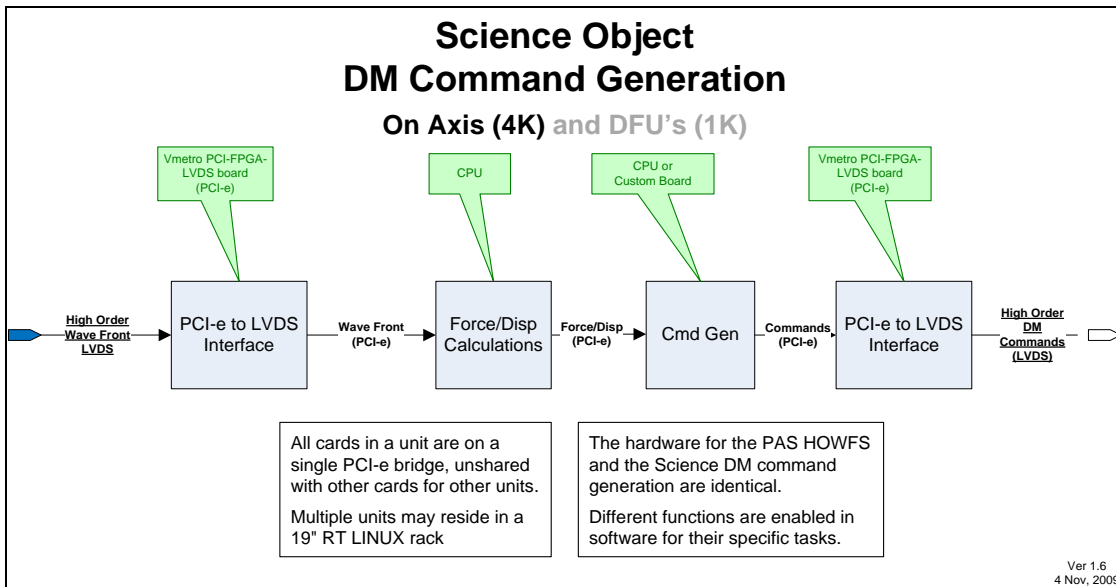 Science Object
DM Command Generation
On Axis (4K) and DFU's (1K)
Vmetro PCI-FPGA-
LVDS board
(PCI-e)
CPU
CPU or
Custom Board
Vmetro PCI-FPGA-
LVDS board
(PCI-e)
High Order
Wave Front
LVDS
PCI-e to LVDS
Interface
Wave Front
(PCI-e)
Force/Disp
Calculations
Force/Disp
(PCI-e)
Cmd Gen
Commands
(PCI-e)
PCI-e to LVDS
Interface
High Order
DM
Commands
(LVDS)
All cards in a unit are on a
single PCI-e bridge, unshared
with other cards for other units.
Multiple units may reside in a
19" RT LINUX rack
The hardware for the PAS HOWFS
and the Science DM command
generation are identical.
Different functions are enabled in
software for their specific tasks.
Ver 1.6
4 Nov, 2009